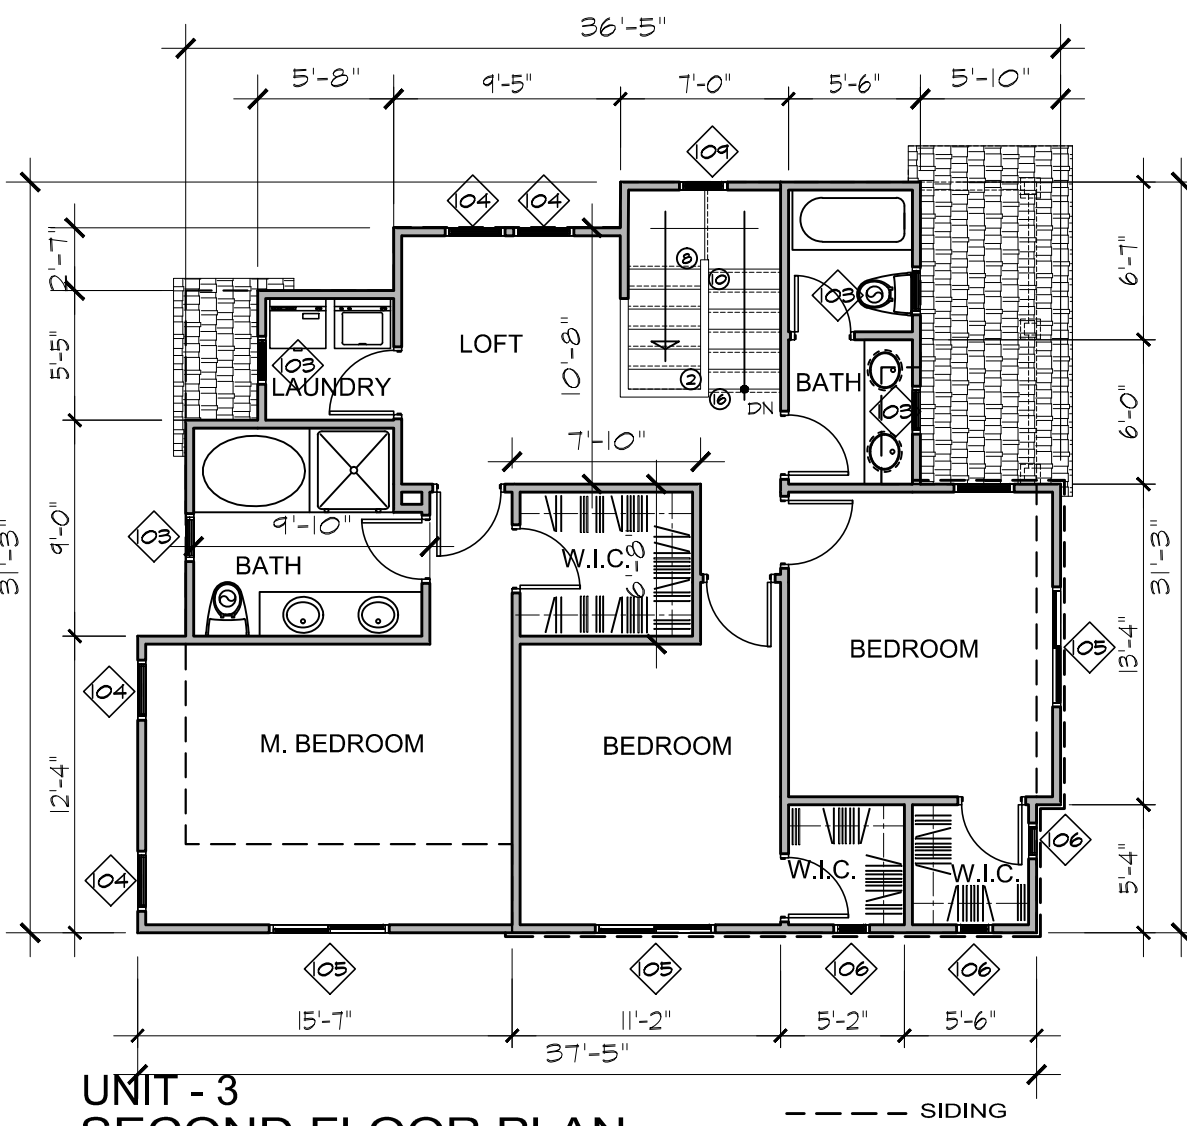 36'-5"
5'-8" 9'-5" 7'-0" 5'-6" 5'-10"
109
104 104
2'-7"
6'-7"
8 10
103
LOFT
10'-8"
5'-5"
103
LAUNDRY
2
16
DN
BATH
103
6'-0"
7'-10"
9'-0"
103
9'-10"
BATH
W.I.C.
6'-8"
31'-3"
31'-3"
104
BEDROOM
105
13'-4"
M. BEDROOM
BEDROOM
12'-4"
104
W.I.C.
W.I.C.
106
5'-4"
105 105 106 106
15'-7" 11'-2" 5'-2" 5'-6"
37'-5"
UNIT - 3
SECOND FLOOR PLAN
SIDING